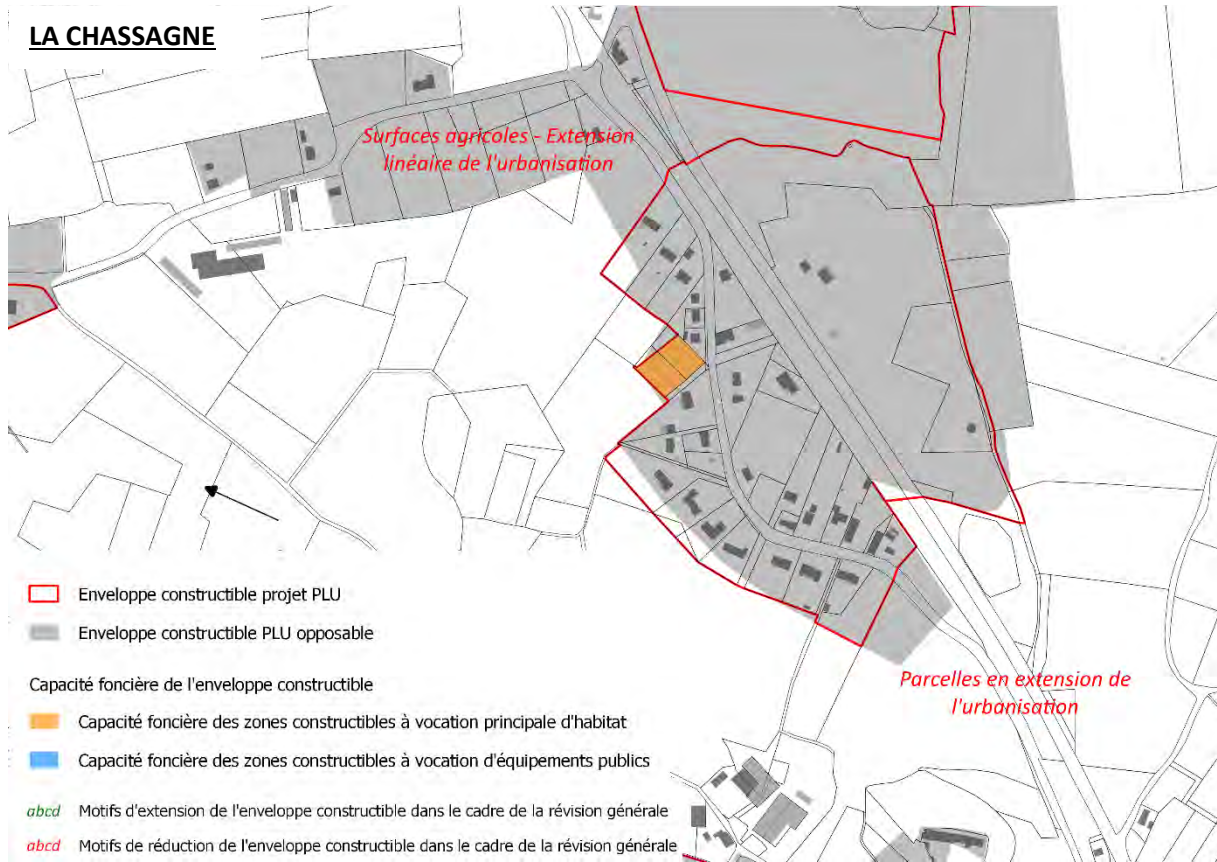 LA CHASSAGNE
Surfaces agricoles - Extension
linéaire de l'urbanisation
Parcelles en extension de
l'urbanisation
Enveloppe constructible projet PLU
Enveloppe constructible PLU opposable
Capacité foncière de l'enveloppe constructible
Capacité foncière des zones constructibles à vocation principale d'habitat
Capacité foncière des zones constructibles à vocation d'équipements publics
abcd Motifs d'extension de l'enveloppe constructible dans le cadre de la révision générale
abcd Motifs de réduction de l'enveloppe constructible dans le cadre de la révision générale